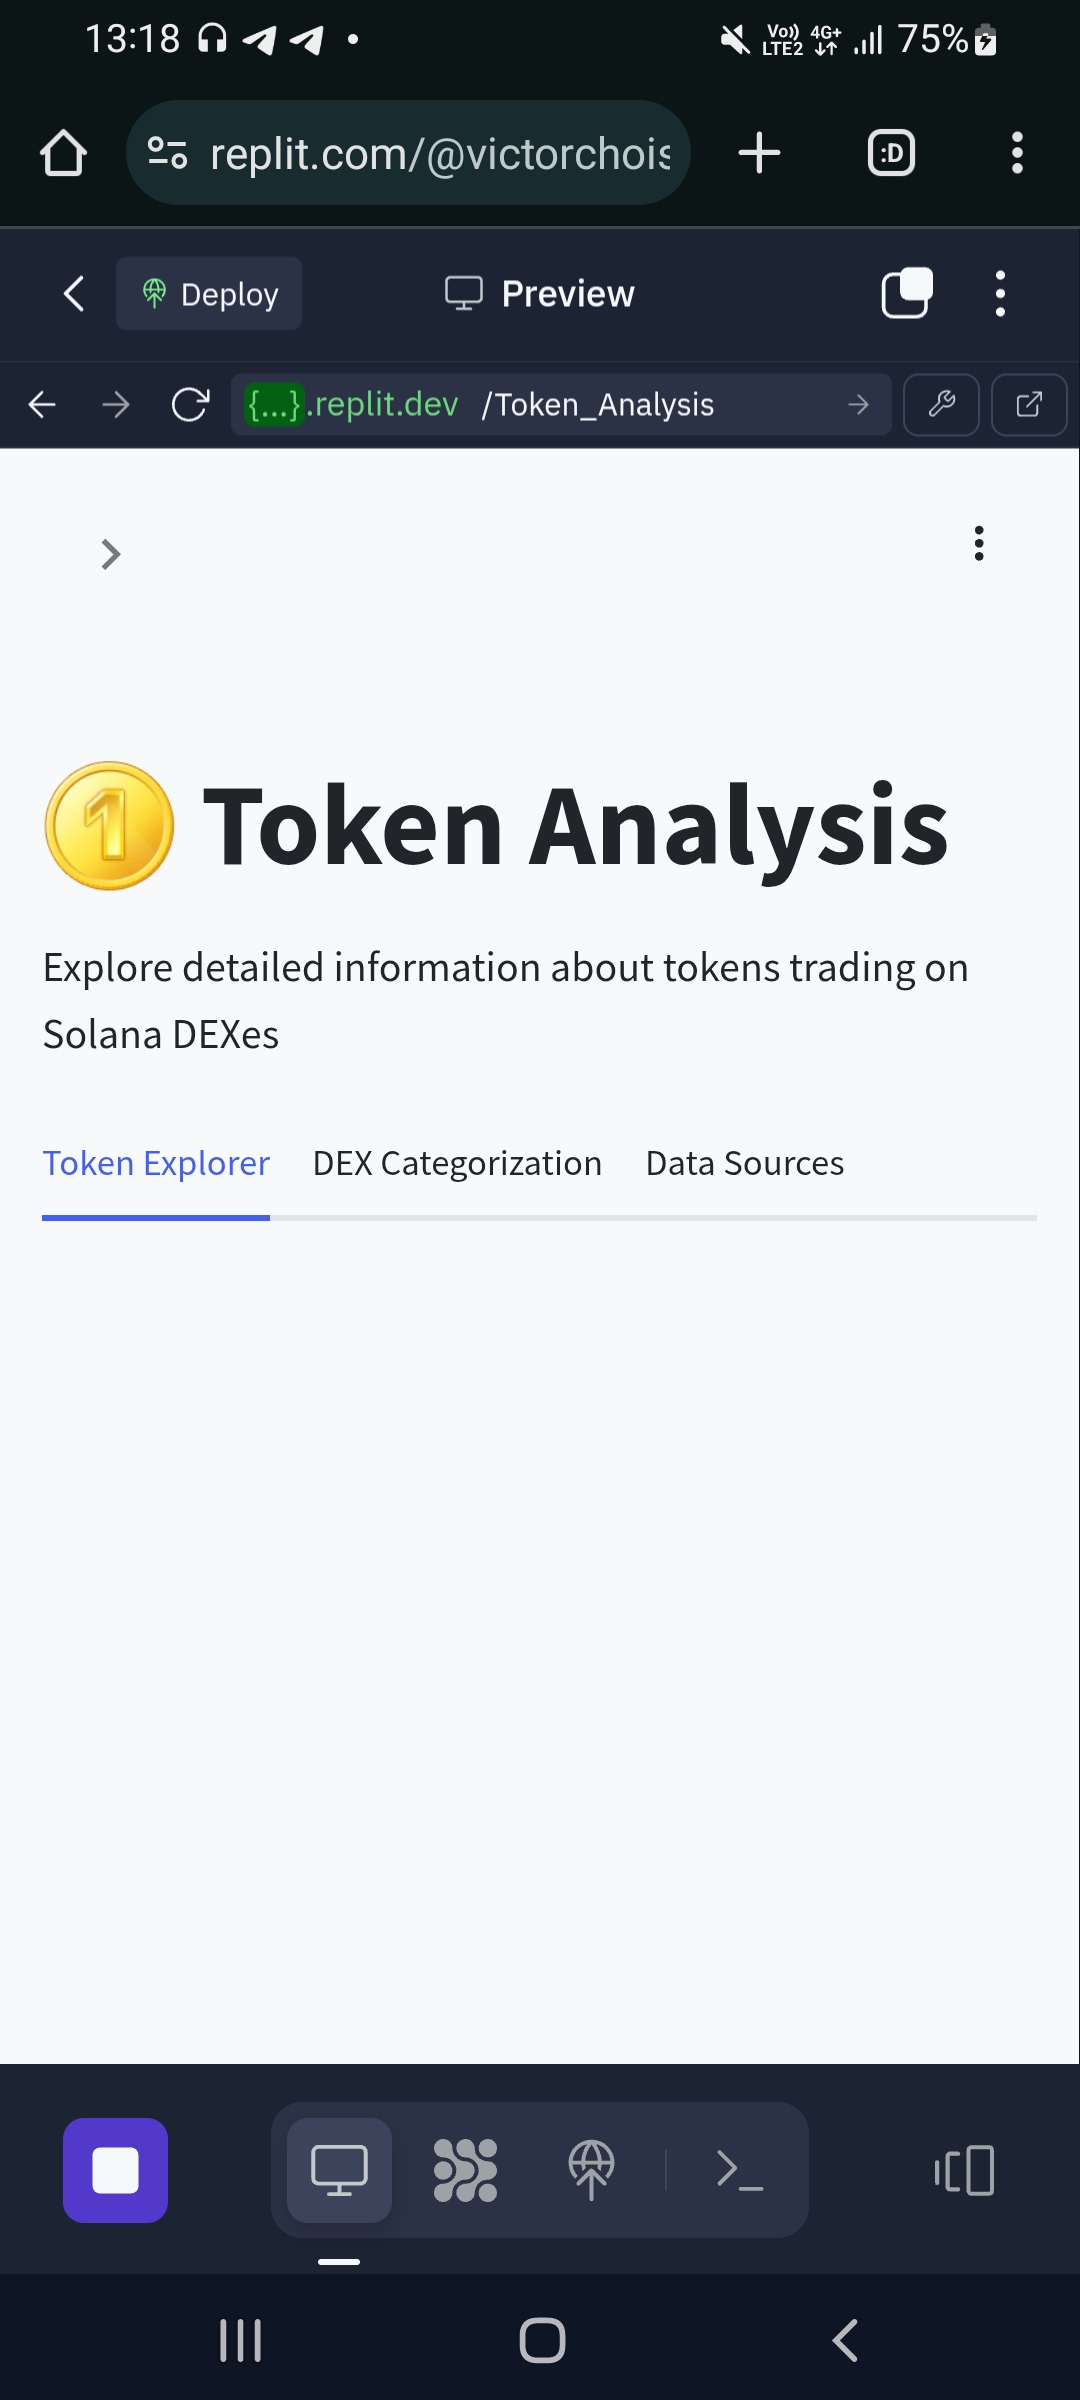 13:18
Vo)) LTE2 4G+ 75%
replit.com/@victorchois
:D
Deploy
Preview
{...}.replit.dev /Token_Analysis
1 Token Analysis
Explore detailed information about tokens trading on
Solana DEXes
Token Explorer DEX Categorization Data Sources